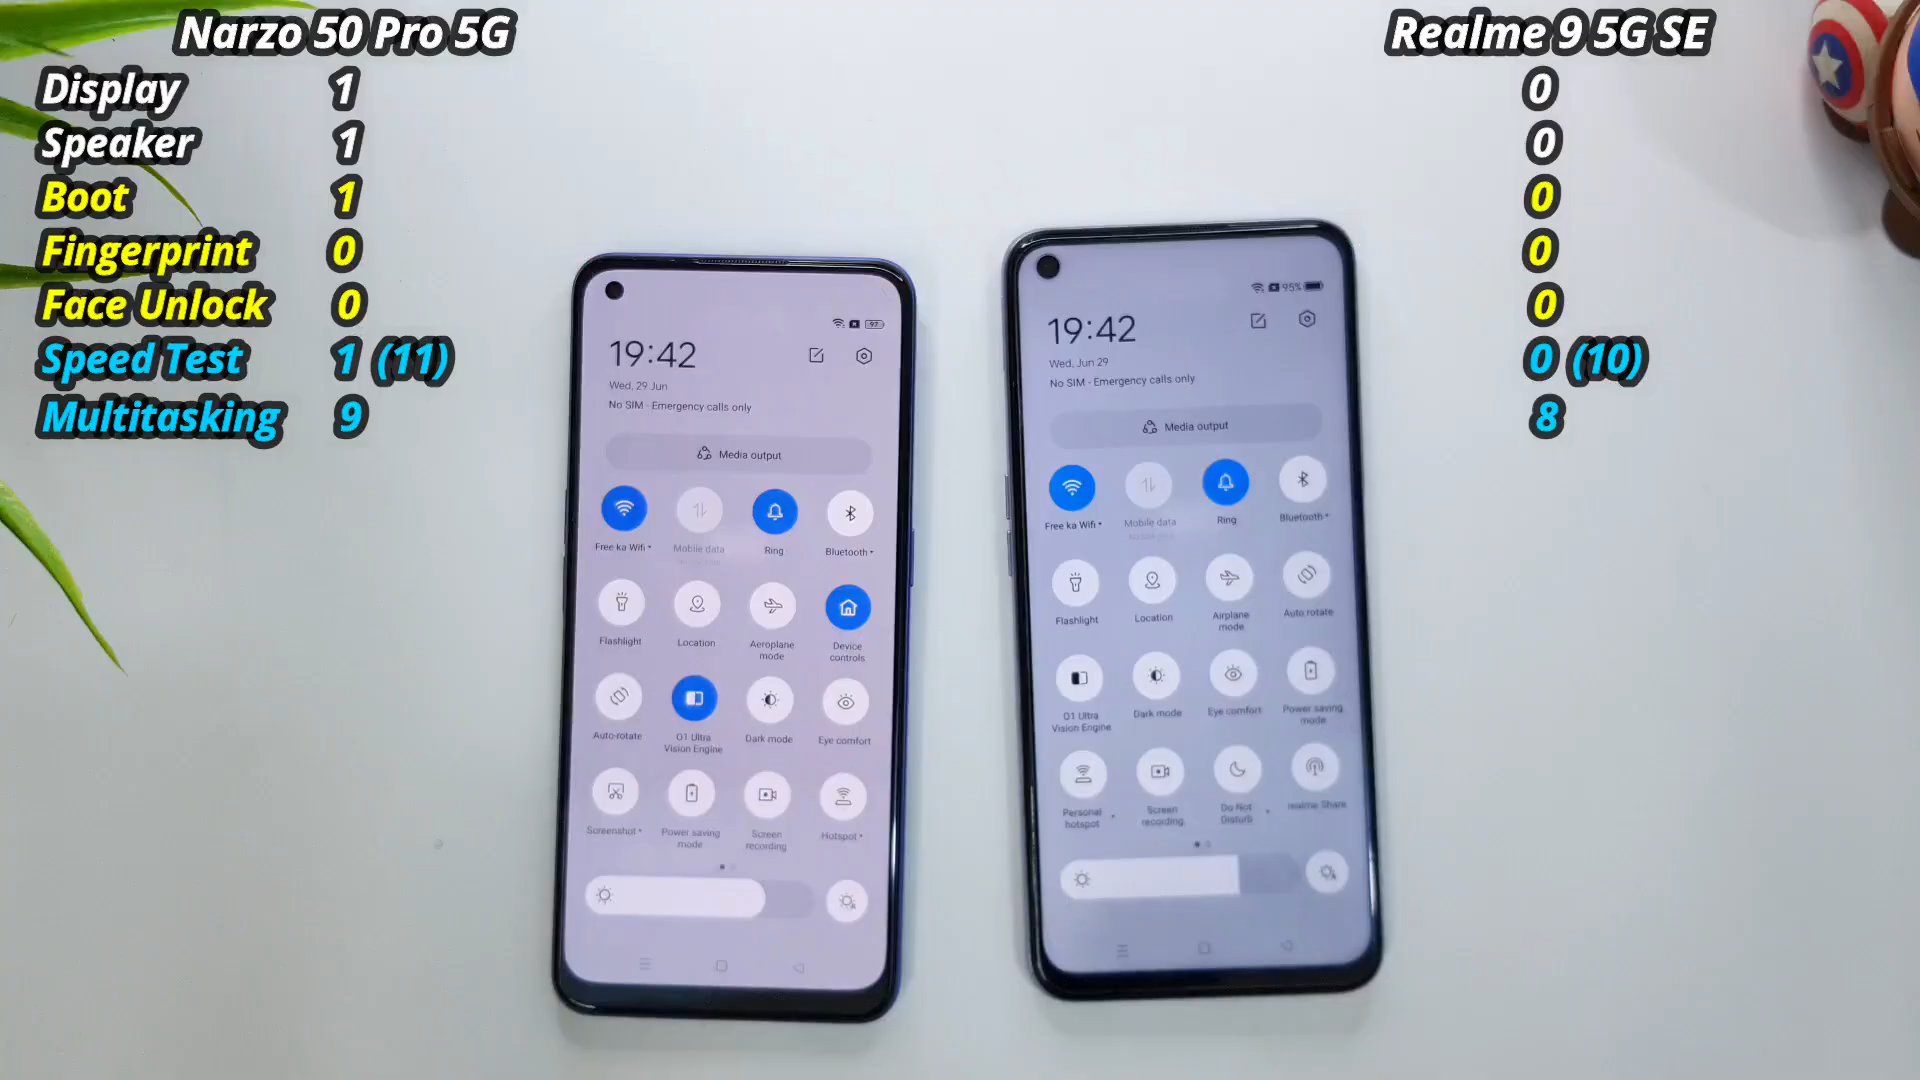 Narzo 50 Pro 5G
Realme 9 5G SE
Display 1 0
Speaker 1 0
Boot 1 0
Fingerprint 0 0
Face Unlock 0 0
Speed Test 1 (11) 0 (10)
Multitasking 9 8
97
19:42
Wed, 29 Jun
No SIM - Emergency calls only
Media output
Free ka Wifi
Mobile data
Ring
Bluetooth
Flashlight
Location
Aeroplane mode
Device controls
Auto rotate
O1 Ultra Vision Engine
Dark mode
Eye comfort
Screenshot
Power saving mode
Screen recording
Hotspot
95%
19:42
Wed, Jun 29
No SIM - Emergency calls only
Media output
Free ka Wifi
Mobile data
Ring
Bluetooth
Flashlight
Location
Airplane mode
Auto rotate
O1 Ultra Vision Engine
Dark mode
Eye comfort
Power saving mode
Personal hotspot
Screen recording
Do Not Disturb
realme Share